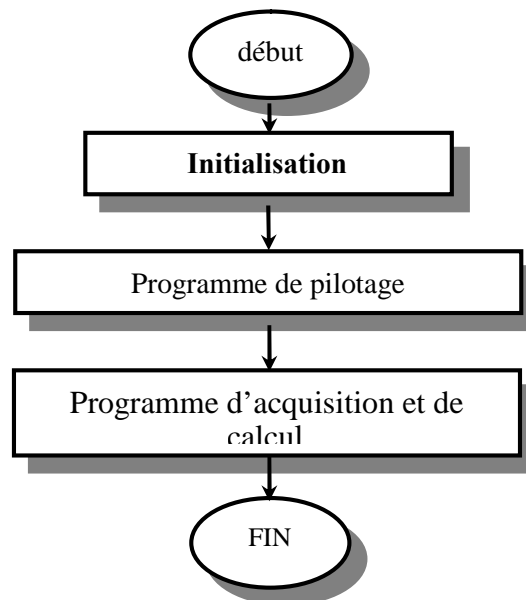 début
Initialisation
Programme de pilotage
Programme d’acquisition et de
calcul
FIN